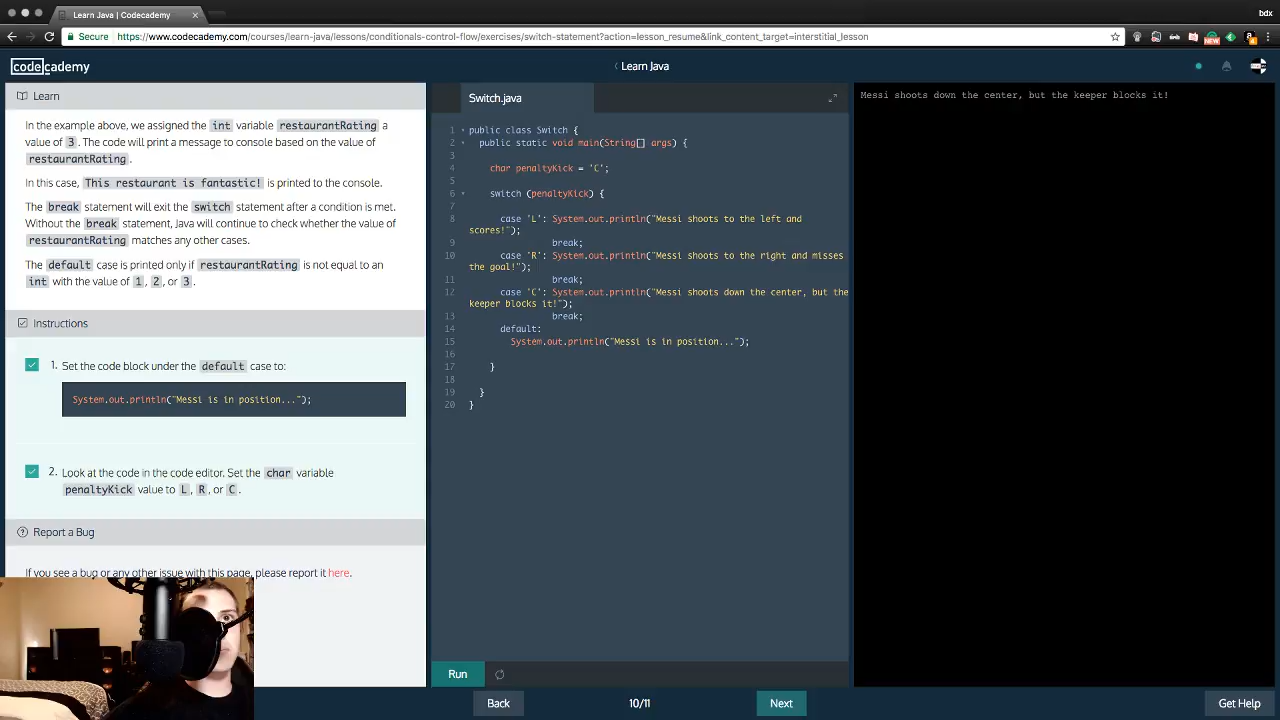 Learn Java | Codecademy
bdx
Secure https://www.codecademy.com/courses/learn-java/lessons/conditionals-control-flow/exercises/switch-statement?action=lesson_resume&link_content_target=interstitial_lesson
NEW
codecademy
Learn Java
Learn
In the example above, we assigned the int variable restaurantRating a
value of 3. The code will print a message to console based on the value of
restaurantRating.
In this case, This restaurant is fantastic! is printed to the console.
The break statement will exit the switch statement after a condition is met.
Without the break statement, Java will continue to check whether the value of
restaurantRating matches any other cases.
The default case is printed only if restaurantRating is not equal to an
int with the value of 1, 2, or 3.
Instructions
1. Set the code block under the default case to:
System.out.println("Messi is in position...");
2. Look at the code in the code editor. Set the char variable
penaltyKick value to L, R, or C.
Report a Bug
If you see a bug or any other issue with this page, please report it here.
Switch.java
1 public class Switch {
2 public static void main(String[] args) {
3
4 char penaltyKick = 'C';
5
6 switch (penaltyKick) {
7
8 case 'L': System.out.println("Messi shoots to the left and
scores!");
9 break;
10 case 'R': System.out.println("Messi shoots to the right and misses
the goal!");
11 break;
12 case 'C': System.out.println("Messi shoots down the center, but the
keeper blocks it!");
13 break;
14 default:
15 System.out.println("Messi is in position...");
16
17 }
18
19 }
20 }
Messi shoots down the center, but the keeper blocks it!
Run
Back
10/11
Next
Get Help